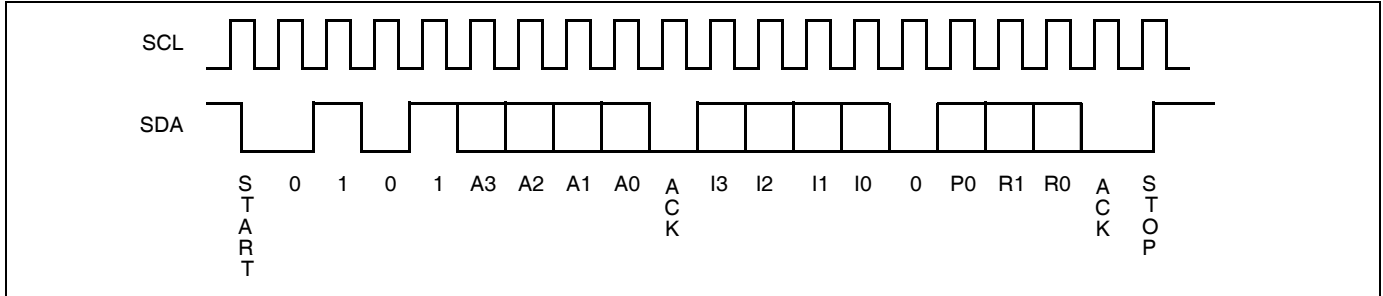 SCL
SDA
START 0 1 0 1 A3 A2 A1 A0 ACK I3 I2 I1 I0 0 P0 R1 R0 ACK STOP